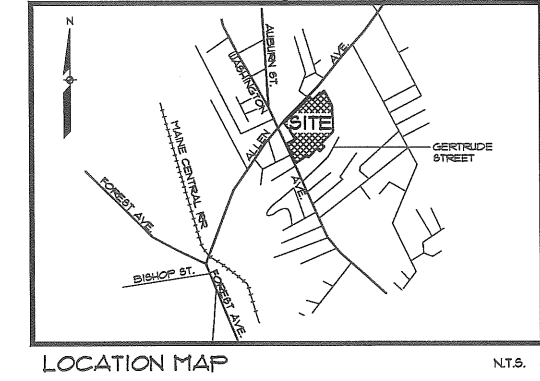 N
WASHINGTON
AVE.
AUBURN ST.
ALLEN
AVE.
SITE
GERTRUDE
STREET
MAINE CENTRAL RR
FOREST AVE.
BISHOP ST.
FOREST AVE.
LOCATION MAP
N.T.S.